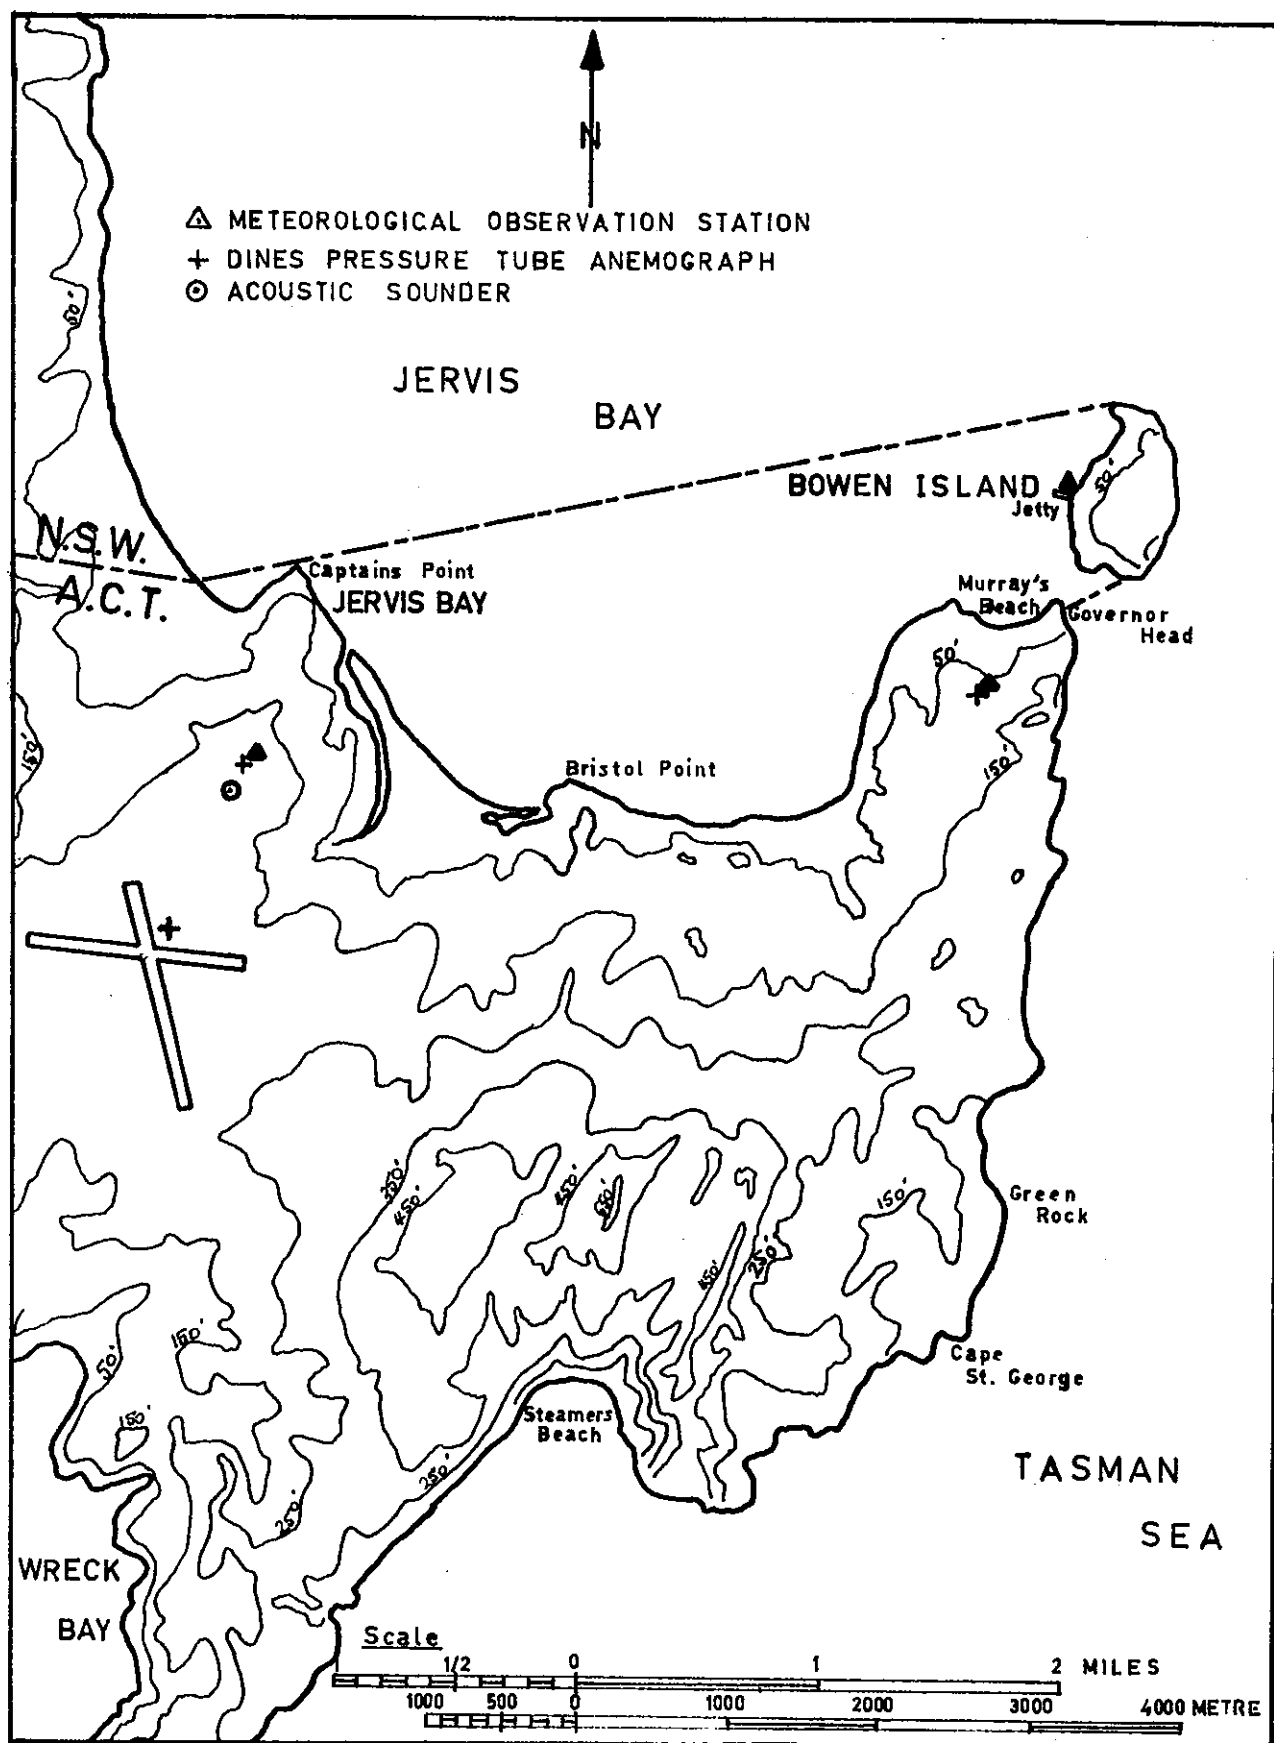 N
METEOROLOGICAL OBSERVATION STATION
+ DINES PRESSURE TUBE ANEMOGRAPH
ACOUSTIC SOUNDER
50'
JERVIS
BAY
BOWEN ISLAND
Jetty
50'
N.S.W.
A.C.T.
Captains Point
JERVIS BAY
Murray's
Beach
Governor
Head
50'
150'
150'
Bristol Point
350'
450'
450'
550'
150'
Green
Rock
450'
250'
150'
50'
150'
Cape
St. George
Steamers
Beach
250'
250'
TASMAN
SEA
WRECK
BAY
Scale
1/2 0 1 2 MILES
1000 500 0 1000 2000 3000 4000 METRE